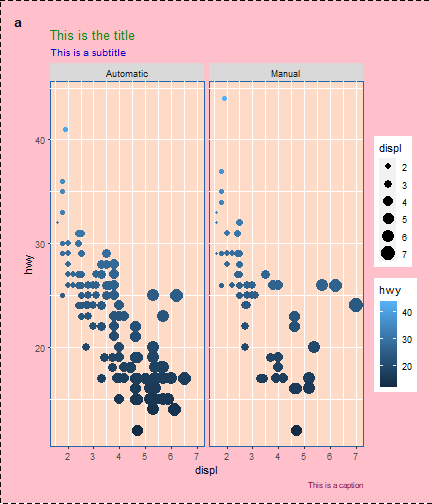 a
This is the title
This is a subtitle
Automatic
Manual
hwy
40
30
20
2 3 4 5 6 7
2 3 4 5 6 7
displ
This is a caption
displ
2
3
4
5
6
7
hwy
40
30
20